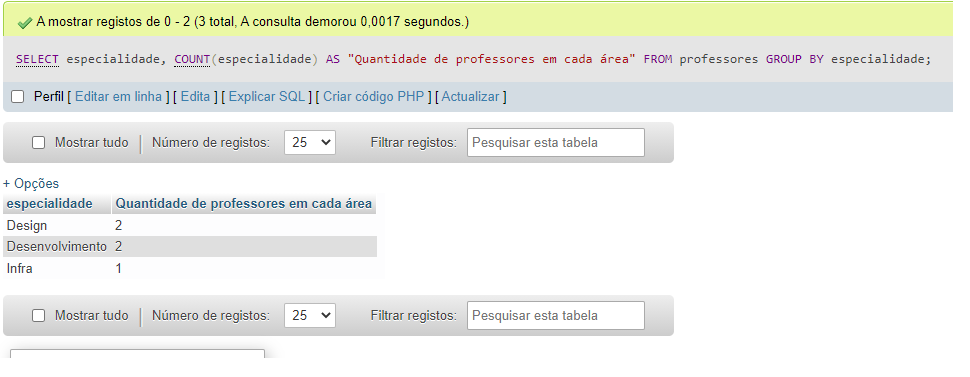 A mostrar registos de 0 - 2 (3 total, A consulta demorou 0,0017 segundos.)
SELECT especialidade, COUNT(especialidade) AS "Quantidade de professores em cada área" FROM professores GROUP BY especialidade;
Perfil [ Editar em linha ] [ Edita ] [ Explicar SQL ] [ Criar código PHP ] [ Actualizar ]
Mostrar tudo | Número de registos: 25 Filtrar registos: Pesquisar esta tabela
+ Opções
especialidade Quantidade de professores em cada área
Design 2
Desenvolvimento 2
Infra 1
Mostrar tudo | Número de registos: 25 Filtrar registos: Pesquisar esta tabela